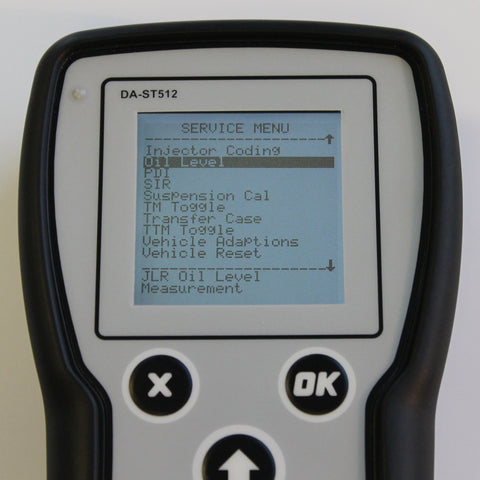 DA-ST512
SERVICE MENU
Injector Coding
Oil Level
PDI
SIR
Suspension Cal
TM Toggle
Transfer Case
TTM Toggle
Vehicle Adaptions
Vehicle Reset
JLR Oil Level
Measurement
X
OK